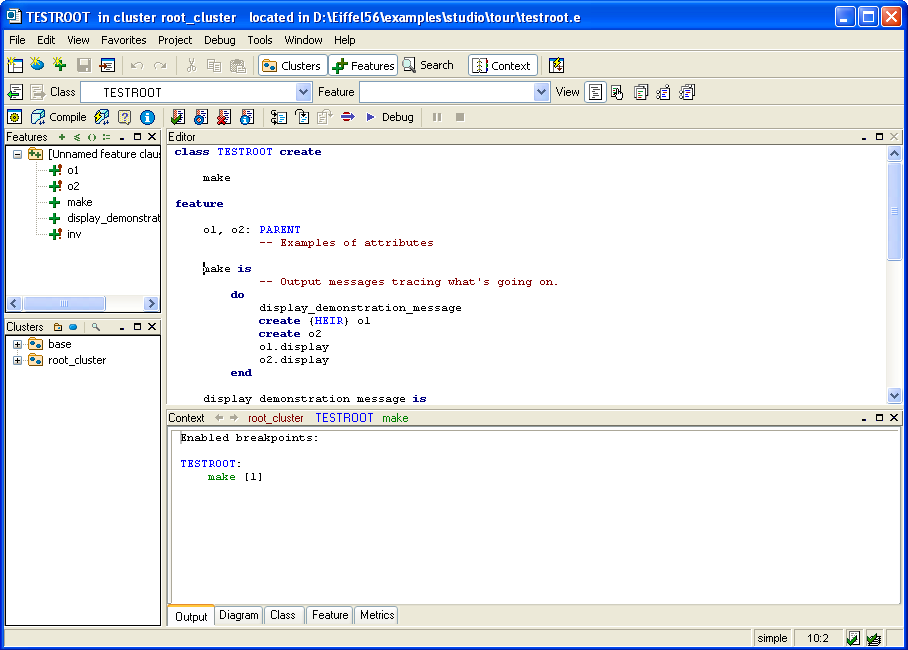 TESTROOT in cluster root_cluster located in D:\Eiffel56\examples\studio\tour\testroot.e
File Edit View Favorites Project Debug Tools Window Help
Clusters Features Search Context
Class TESTROOT Feature View
Compile Debug
Features
[Unnamed feature clau
o1
o2
make
display_demonstrat
inv
Clusters
base
root_cluster
Editor
class TESTROOT create
make
feature
o1, o2: PARENT
-- Examples of attributes
make is
-- Output messages tracing what's going on.
do
display_demonstration_message
create {HEIR} o1
create o2
o1.display
o2.display
end
display_demonstration_message is
Context root_cluster TESTROOT make
Enabled breakpoints:
TESTROOT:
make [1]
Output Diagram Class Feature Metrics
simple 10:2